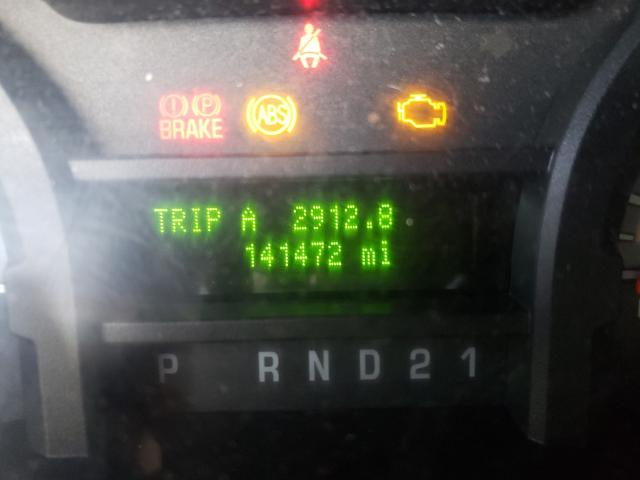 ! P
BRAKE
ABS
TRIP A 2912.8
141472 mi
P R N D 2 1